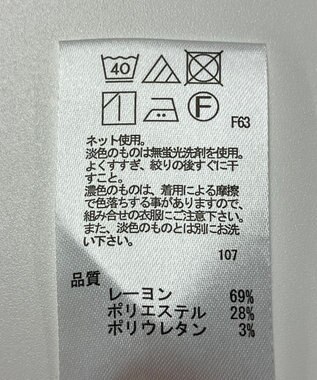 40
F
F63
ネット使用。
淡色のものは無蛍光洗剤を使用。
よくすすぎ、絞りの後すぐに干
すこと。
濃色のものは、着用による摩擦
で色落ちする事がありますので、
組み合せの衣服にご注意下さい。
また、淡色のものとは別にお洗
い下さい。
107
品質
レーヨン 69%
ポリエステル 28%
ポリウレタン 3%